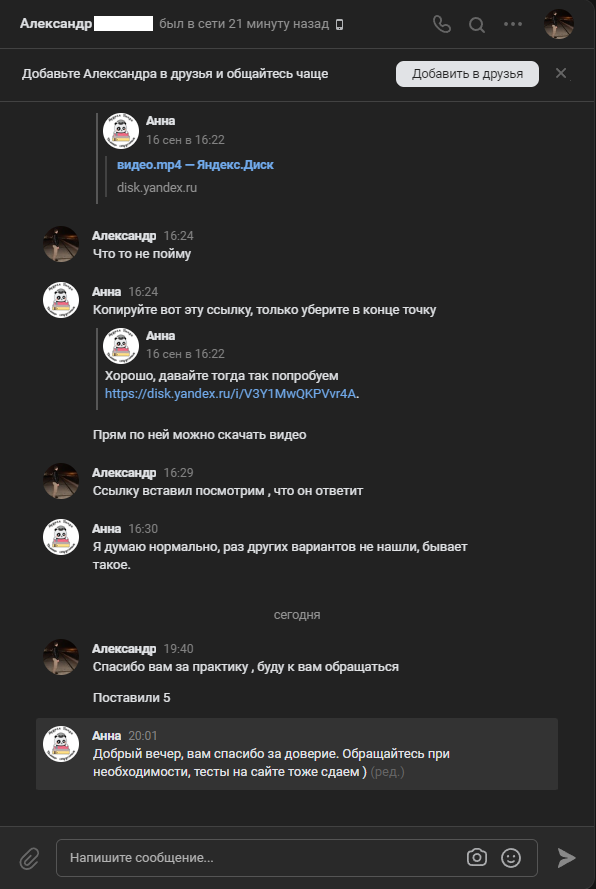 Александр был в сети 21 минуту назад
Добавьте Александра в друзья и общайтесь чаще
Добавить в друзья
Анна
16 сен в 16:22
видео.mp4 — Яндекс.Диск
disk.yandex.ru
Александр 16:24
Что то не пойму
Анна 16:24
Копируйте вот эту ссылку, только уберите в конце точку
Анна
16 сен в 16:22
Хорошо, давайте тогда так попробуем
https://disk.yandex.ru/i/V3Y1MwQKPVvr4A.
Прям по ней можно скачать видео
Александр 16:29
Ссылку вставил посмотрим , что он ответит
Анна 16:30
Я думаю нормально, раз других вариантов не нашли, бывает
такое.
сегодня
Александр 19:40
Спасибо вам за практику , буду к вам обращаться
Поставили 5
Анна 20:01
Добрый вечер, вам спасибо за доверие. Обращайтесь при
необходимости, тесты на сайте тоже сдаем ) (ред.)
Напишите сообщение...